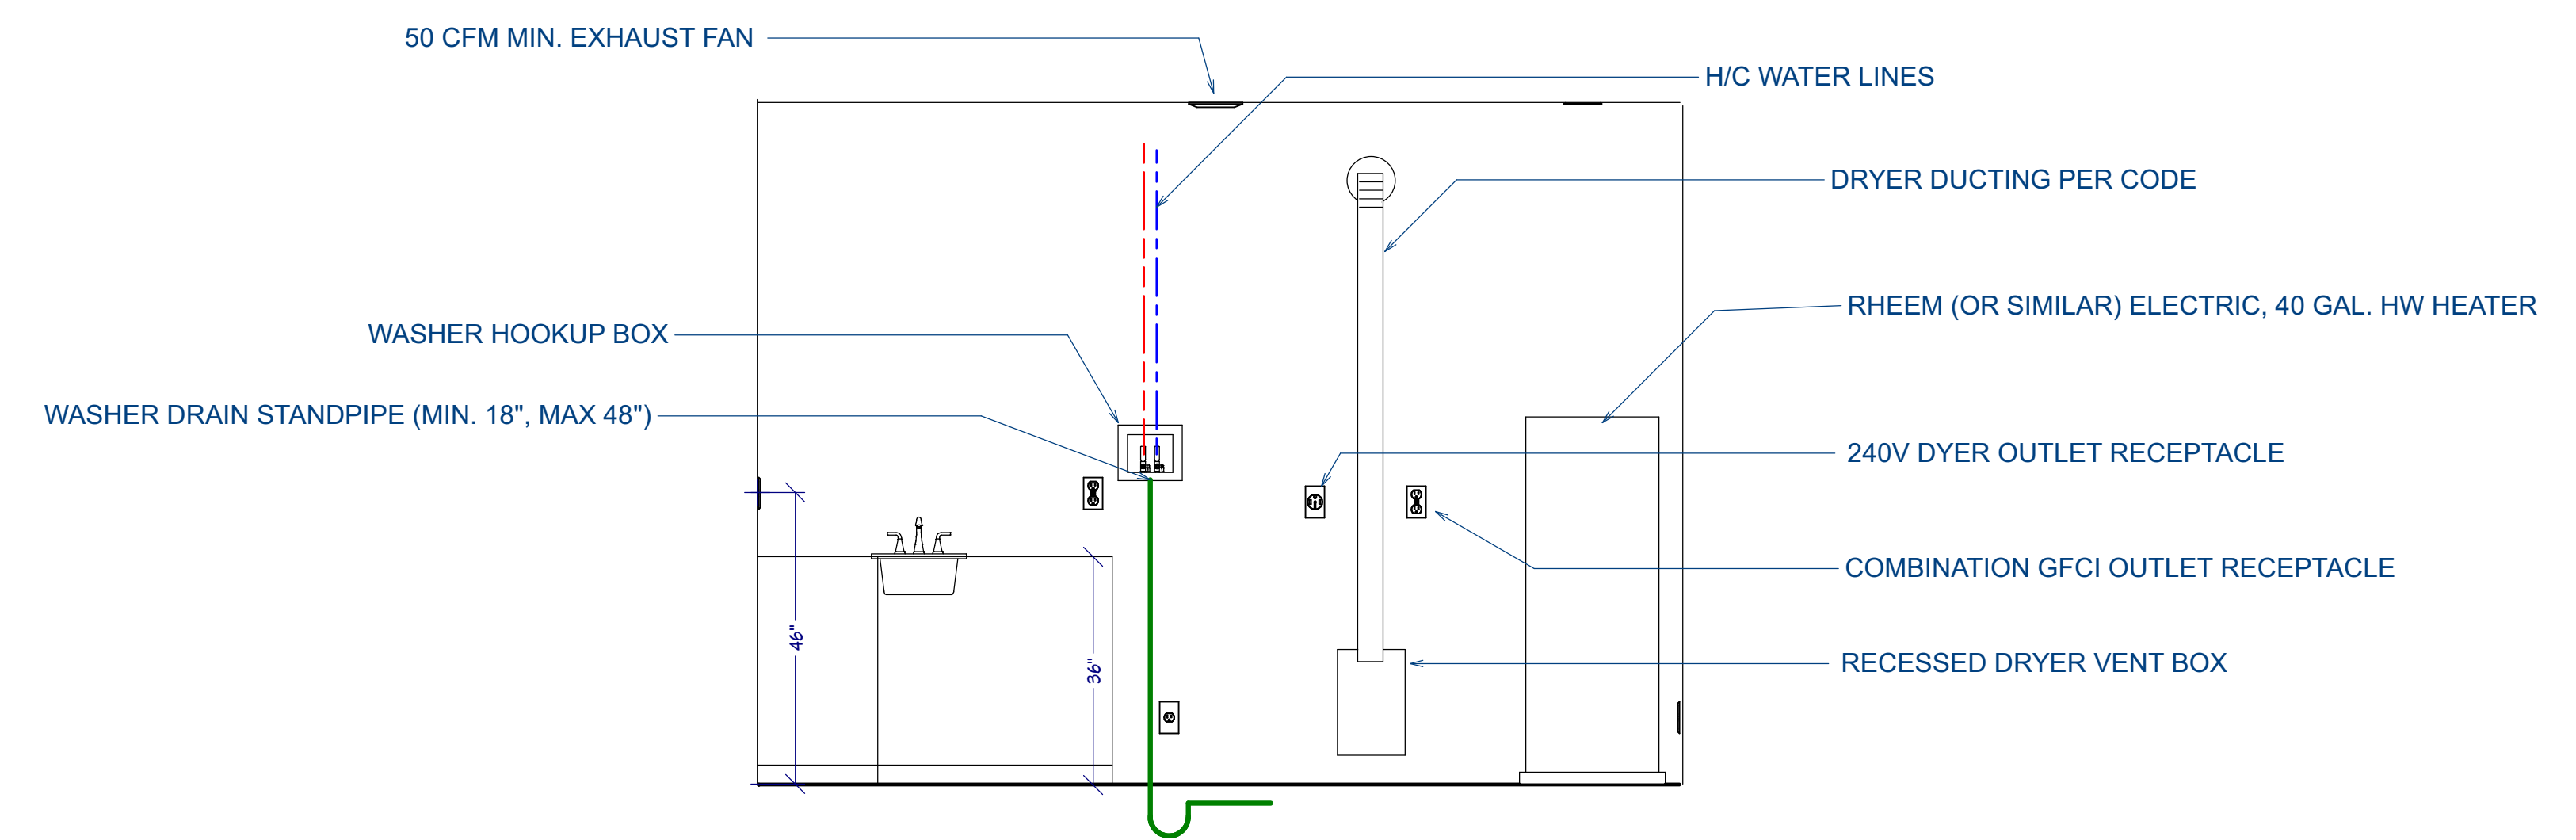 50 CFM MIN. EXHAUST FAN
H/C WATER LINES
DRYER DUCTING PER CODE
RHEEM (OR SIMILAR) ELECTRIC, 40 GAL. HW HEATER
WASHER HOOKUP BOX
WASHER DRAIN STANDPIPE (MIN. 18", MAX 48")
240V DYER OUTLET RECEPTACLE
COMBINATION GFCI OUTLET RECEPTACLE
46"
36"
RECESSED DRYER VENT BOX